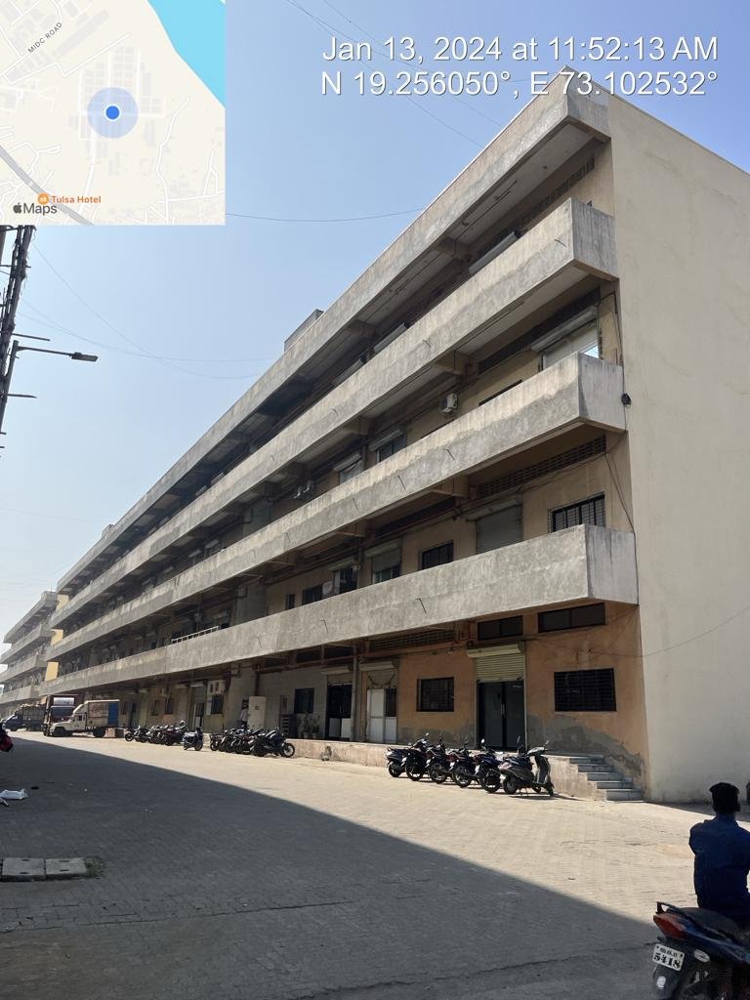 MIDC ROAD
Tulsa Hotel
Maps
Jan 13, 2024 at 11:52:13 AM
N 19.256050°, E 73.102532°
5418